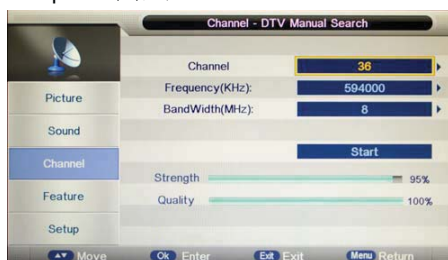 Channel - DTV Manual Search
Channel 36
Frequency(KHz): 594000
BandWidth(MHz): 8
Start
Strength 95%
Quality 100%
Picture
Sound
Channel
Feature
Setup
Move Ok Enter Exit Exit Menu Return